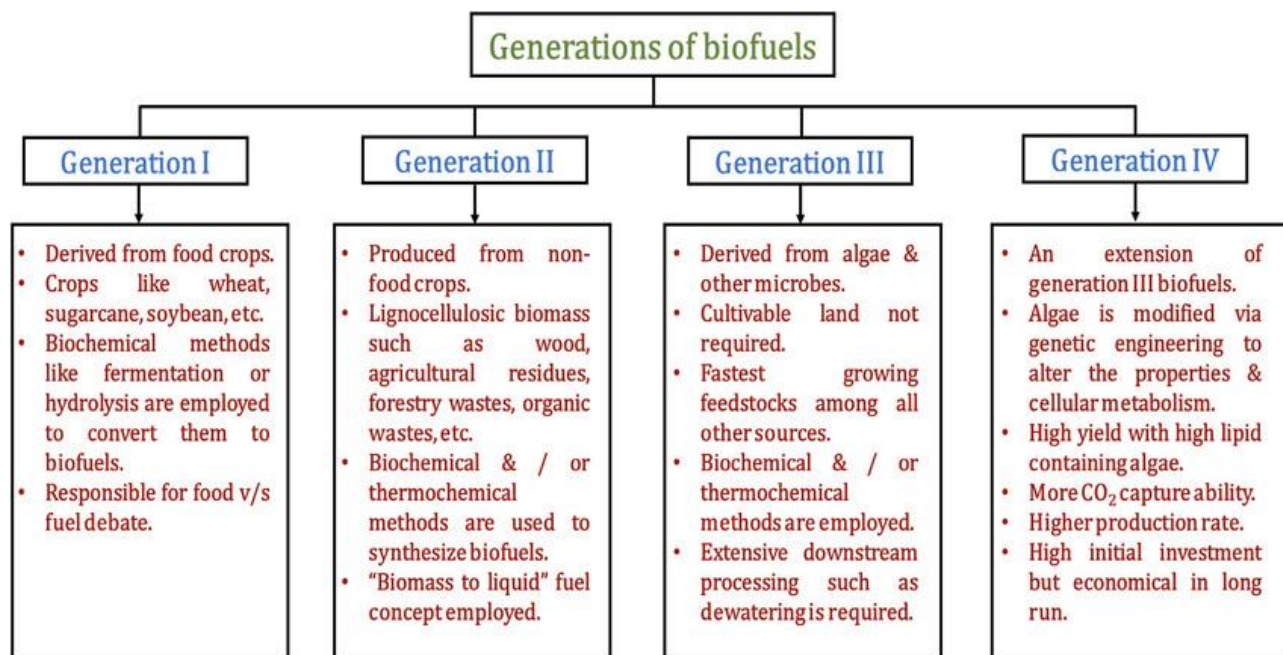 Generations of biofuels
Generation I
Generation II
Generation III
Generation IV
• Derived from food crops.
• Crops like wheat,
sugarcane, soybean, etc.
• Biochemical methods
like fermentation or
hydrolysis are employed
to convert them to
biofuels.
• Responsible for food v/s
fuel debate.
• Produced from non-
food crops.
• Lignocellulosic biomass
such as wood,
agricultural residues,
forestry wastes, organic
wastes, etc.
• Biochemical & / or
thermochemical
methods are used to
synthesize biofuels.
• “Biomass to liquid” fuel
concept employed.
• Derived from algae &
other microbes.
• Cultivable land not
required.
• Fastest growing
feedstocks among all
other sources.
• Biochemical & / or
thermochemical
methods are employed.
• Extensive downstream
processing such as
dewatering is required.
• An extension of
generation III biofuels.
• Algae is modified via
genetic engineering to
alter the properties &
cellular metabolism.
• High yield with high lipid
containing algae.
• More CO₂ capture ability.
• Higher production rate.
• High initial investment
but economical in long
run.